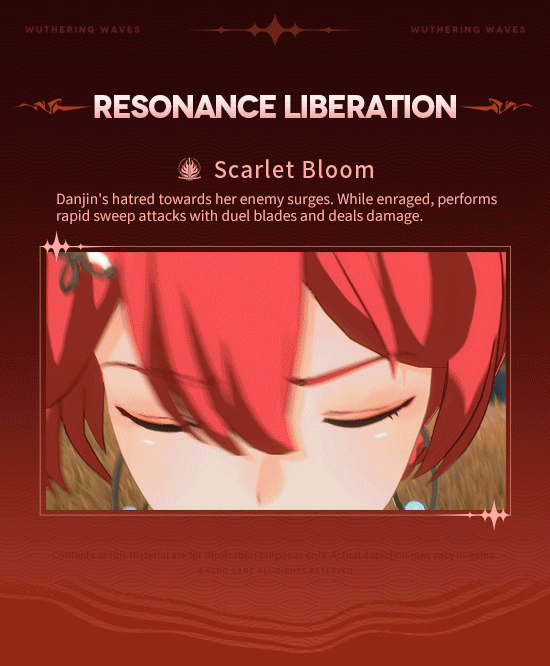 WUTHERING WAVES
WUTHERING WAVES
RESONANCE LIBERATION
Scarlet Bloom
Danjin's hatred towards her enemy surges. While enraged, performs
rapid sweep attacks with duel blades and deals damage.
Contents of this material are for illustration purposes only. Actual depiction may vary in game.
©KURO GAME ALL RIGHTS RESERVED